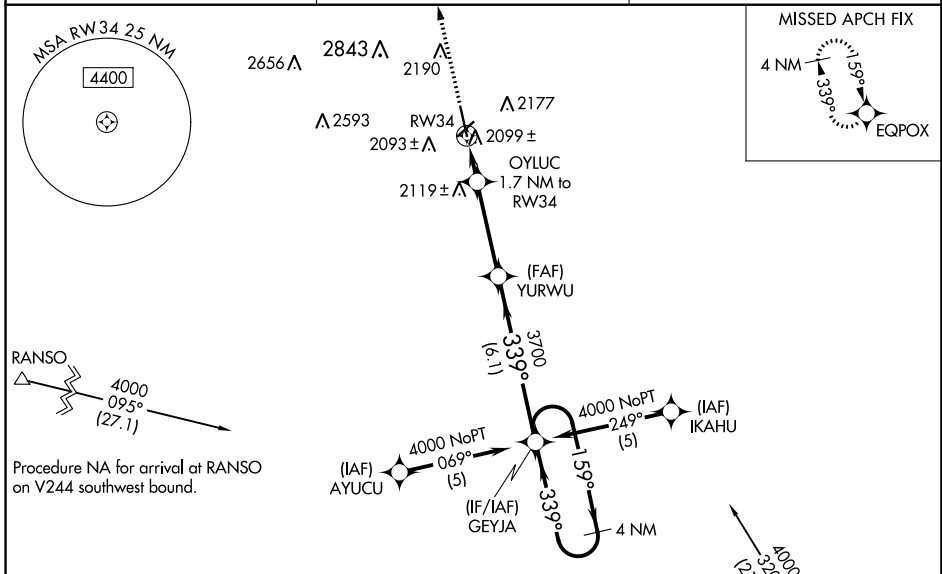 MSA RW34 25 NM
4400
2656
2843
2190
2593
2177
RW34
2093 ±
2099 ±
OYLUC
1.7 NM to
RW34
2119 ±
(FAF)
YURWU
3700
339°
(6.1)
MISSED APCH FIX
4 NM
159°
339°
EQPOX
RANSO
4000
095°
(27.1)
Procedure NA for arrival at RANSO
on V244 southwest bound.
4000 NoPT
249°
(5)
(IAF)
IKAHU
4000 NoPT
069°
(5)
(IAF)
AYUCU
(IF/IAF)
GEYJA
159°
339°
4 NM
4000